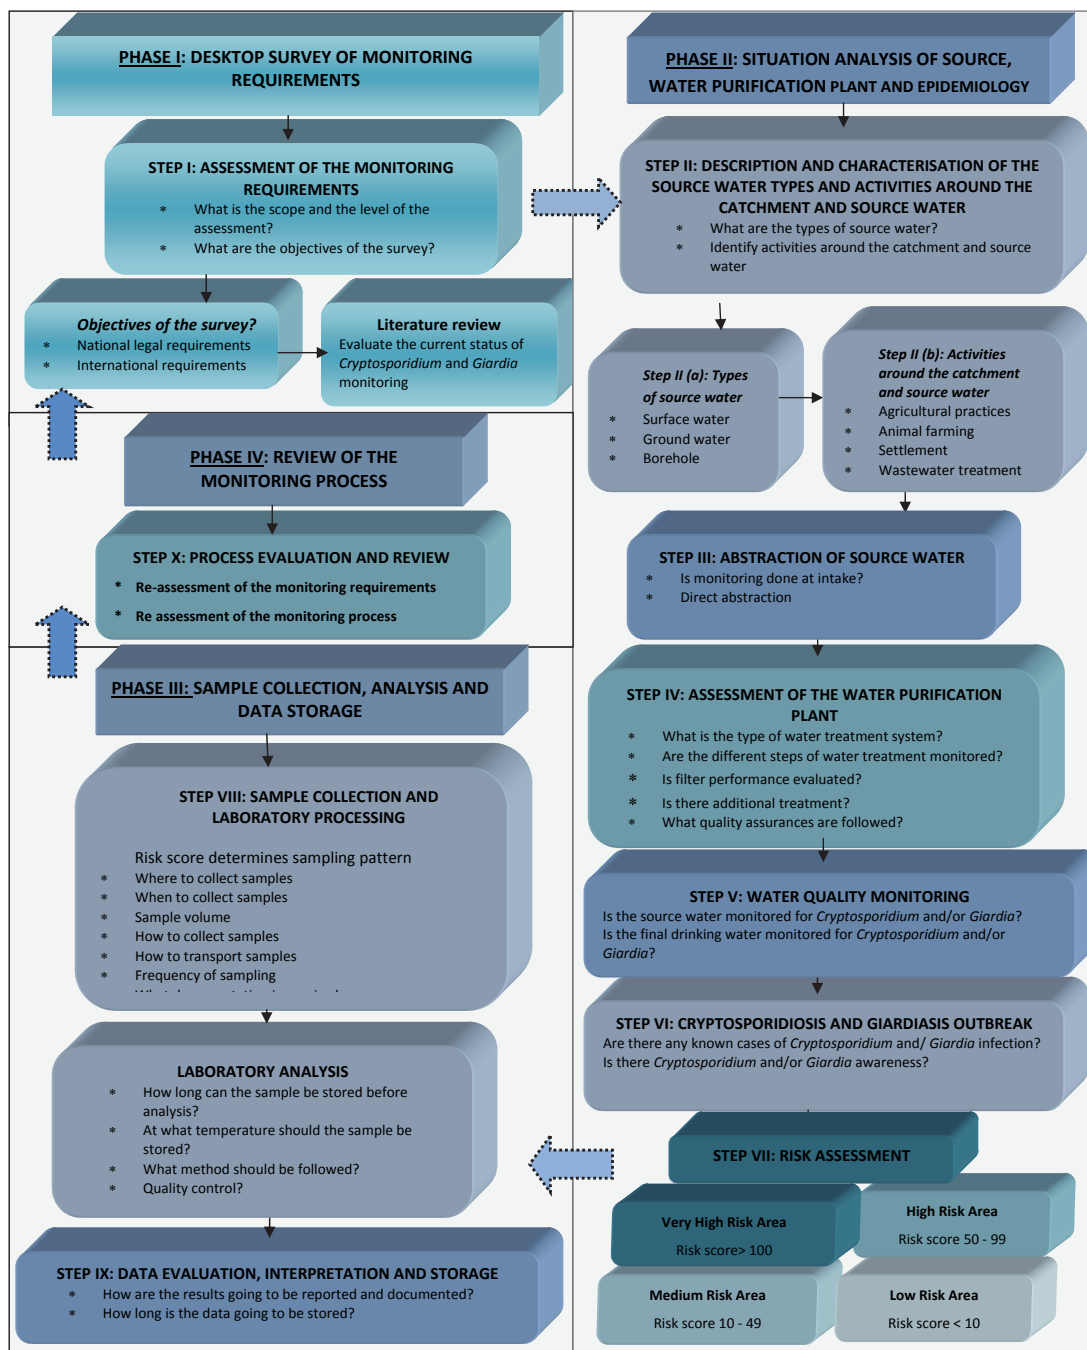 PHASE I: DESKTOP SURVEY OF MONITORING
REQUIREMENTS
STEP I: ASSESSMENT OF THE MONITORING
REQUIREMENTS
* What is the scope and the level of the
assessment?
* What are the objectives of the survey?
Objectives of the survey?
* National legal requirements
* International requirements
Literature review
Evaluate the current status of
Cryptosporidium and Giardia
monitoring
PHASE II: SITUATION ANALYSIS OF SOURCE,
WATER PURIFICATION PLANT AND EPIDEMIOLOGY
STEP II: DESCRIPTION AND CHARACTERISATION OF THE
SOURCE WATER TYPES AND ACTIVITIES AROUND THE
CATCHMENT AND SOURCE WATER
* What are the types of source water?
* Identify activities around the catchment and source
water
Step II (a): Types
of source water
* Surface water
* Ground water
* Borehole
Step II (b): Activities
around the catchment
and source water
* Agricultural practices
* Animal farming
* Settlement
* Wastewater treatment
STEP III: ABSTRACTION OF SOURCE WATER
* Is monitoring done at intake?
* Direct abstraction
STEP IV: ASSESSMENT OF THE WATER PURIFICATION
PLANT
* What is the type of water treatment system?
* Are the different steps of water treatment monitored?
* Is filter performance evaluated?
* Is there additional treatment?
* What quality assurances are followed?
STEP V: WATER QUALITY MONITORING
Is the source water monitored for Cryptosporidium and/or Giardia?
Is the final drinking water monitored for Cryptosporidium and/or
Giardia?
STEP VI: CRYPTOSPORIDIOSIS AND GIARDIASIS OUTBREAK
Are there any known cases of Cryptosporidium and/ Giardia infection?
Is there Cryptosporidium and/or Giardia awareness?
STEP VII: RISK ASSESSMENT
Very High Risk Area
Risk score> 100
High Risk Area
Risk score 50 - 99
Medium Risk Area
Risk score 10 - 49
Low Risk Area
Risk score < 10
PHASE III: SAMPLE COLLECTION, ANALYSIS AND
DATA STORAGE
STEP VIII: SAMPLE COLLECTION AND
LABORATORY PROCESSING
Risk score determines sampling pattern
* Where to collect samples
* When to collect samples
* Sample volume
* How to collect samples
* How to transport samples
* Frequency of sampling
LABORATORY ANALYSIS
* How long can the sample be stored before
analysis?
* At what temperature should the sample be
stored?
* What method should be followed?
* Quality control?
STEP IX: DATA EVALUATION, INTERPRETATION AND STORAGE
* How are the results going to be reported and documented?
* How long is the data going to be stored?
PHASE IV: REVIEW OF THE
MONITORING PROCESS
STEP X: PROCESS EVALUATION AND REVIEW
* Re-assessment of the monitoring requirements
* Re assessment of the monitoring process